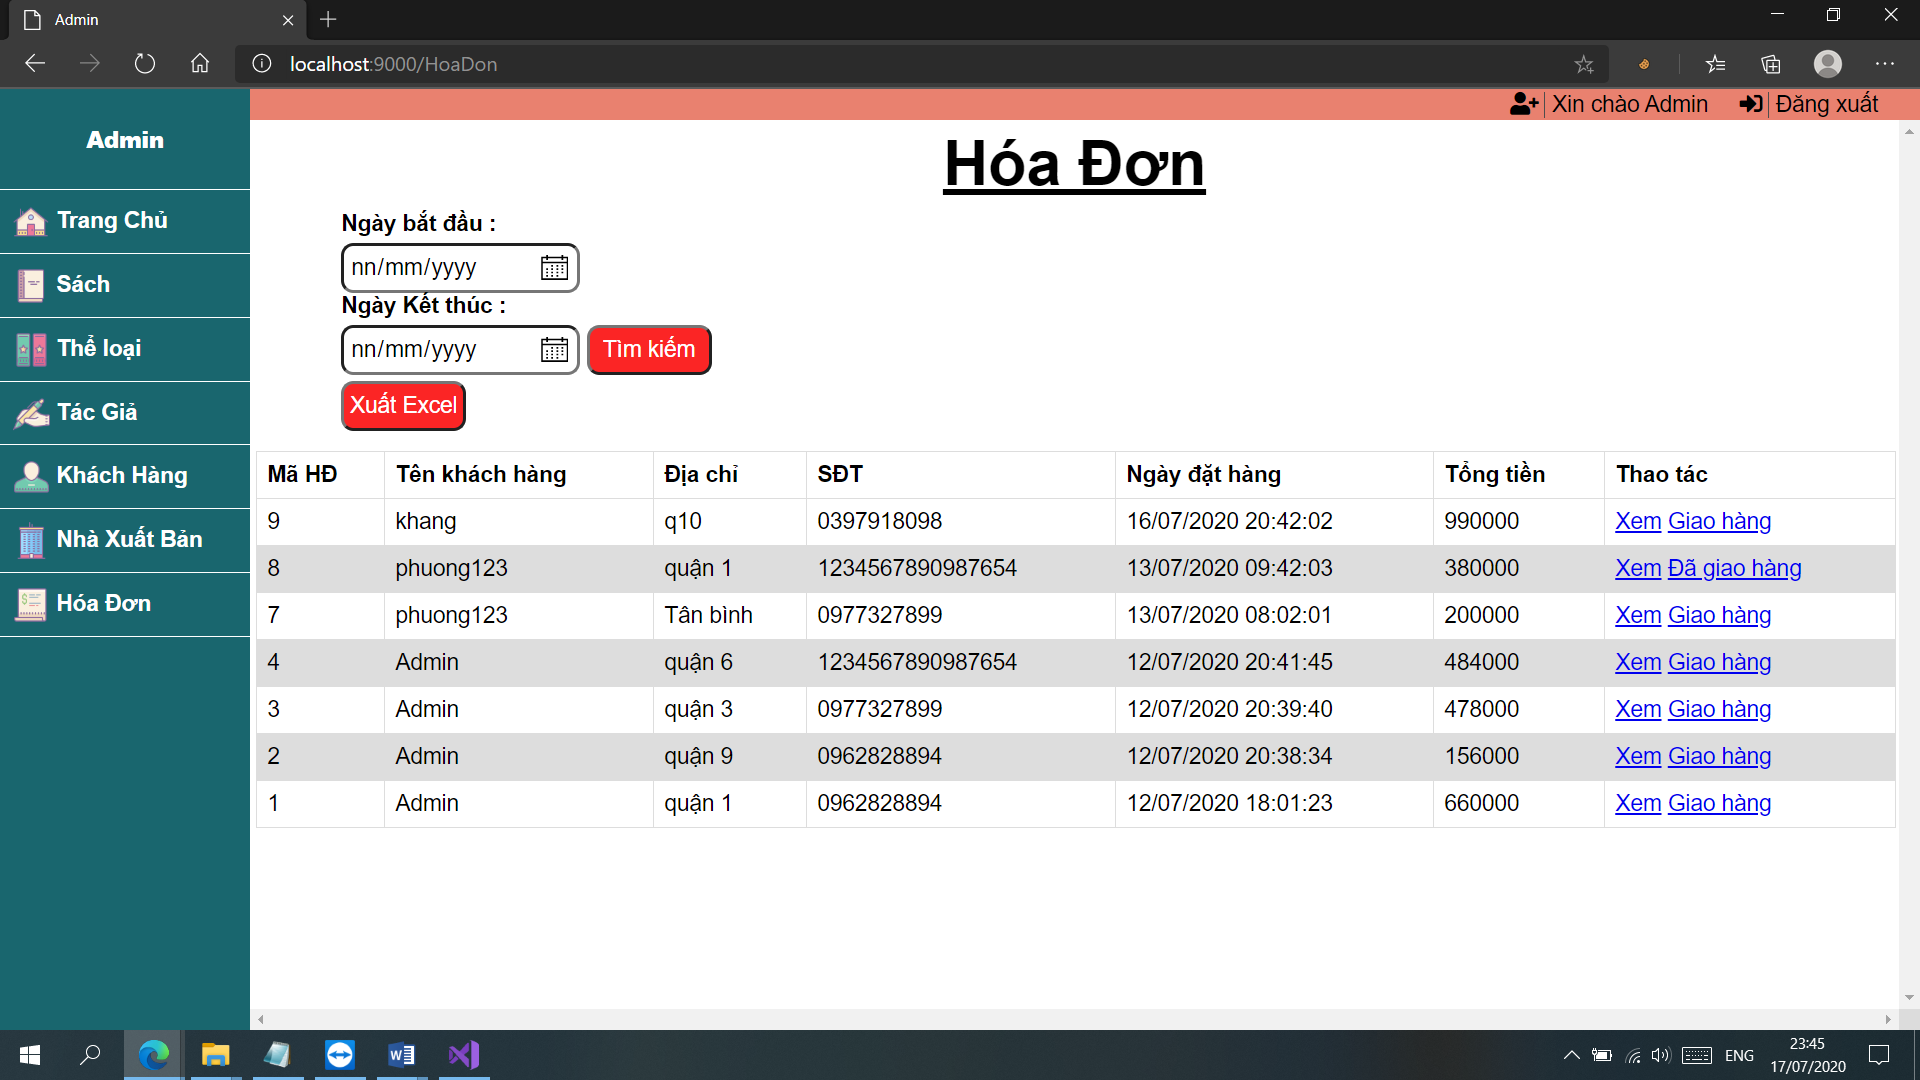 Admin
localhost:9000/HoaDon
Xin chào Admin Đăng xuất
Admin
Trang Chủ
Sách
Thể loại
Tác Giả
Khách Hàng
Nhà Xuất Bản
Hóa Đơn
Hóa Đơn
Ngày bắt đầu :
nn/mm/yyyy
Ngày Kết thúc :
nn/mm/yyyy Tìm kiếm
Xuất Excel
Mã HĐ Tên khách hàng Địa chỉ SĐT Ngày đặt hàng Tổng tiền Thao tác
9 khang q10 0397918098 16/07/2020 20:42:02 990000 Xem Giao hàng
8 phuong123 quận 1 1234567890987654 13/07/2020 09:42:03 380000 Xem Đã giao hàng
7 phuong123 Tân bình 0977327899 13/07/2020 08:02:01 200000 Xem Giao hàng
4 Admin quận 6 1234567890987654 12/07/2020 20:41:45 484000 Xem Giao hàng
3 Admin quận 3 0977327899 12/07/2020 20:39:40 478000 Xem Giao hàng
2 Admin quận 9 0962828894 12/07/2020 20:38:34 156000 Xem Giao hàng
1 Admin quận 1 0962828894 12/07/2020 18:01:23 660000 Xem Giao hàng
ENG
23:45
17/07/2020